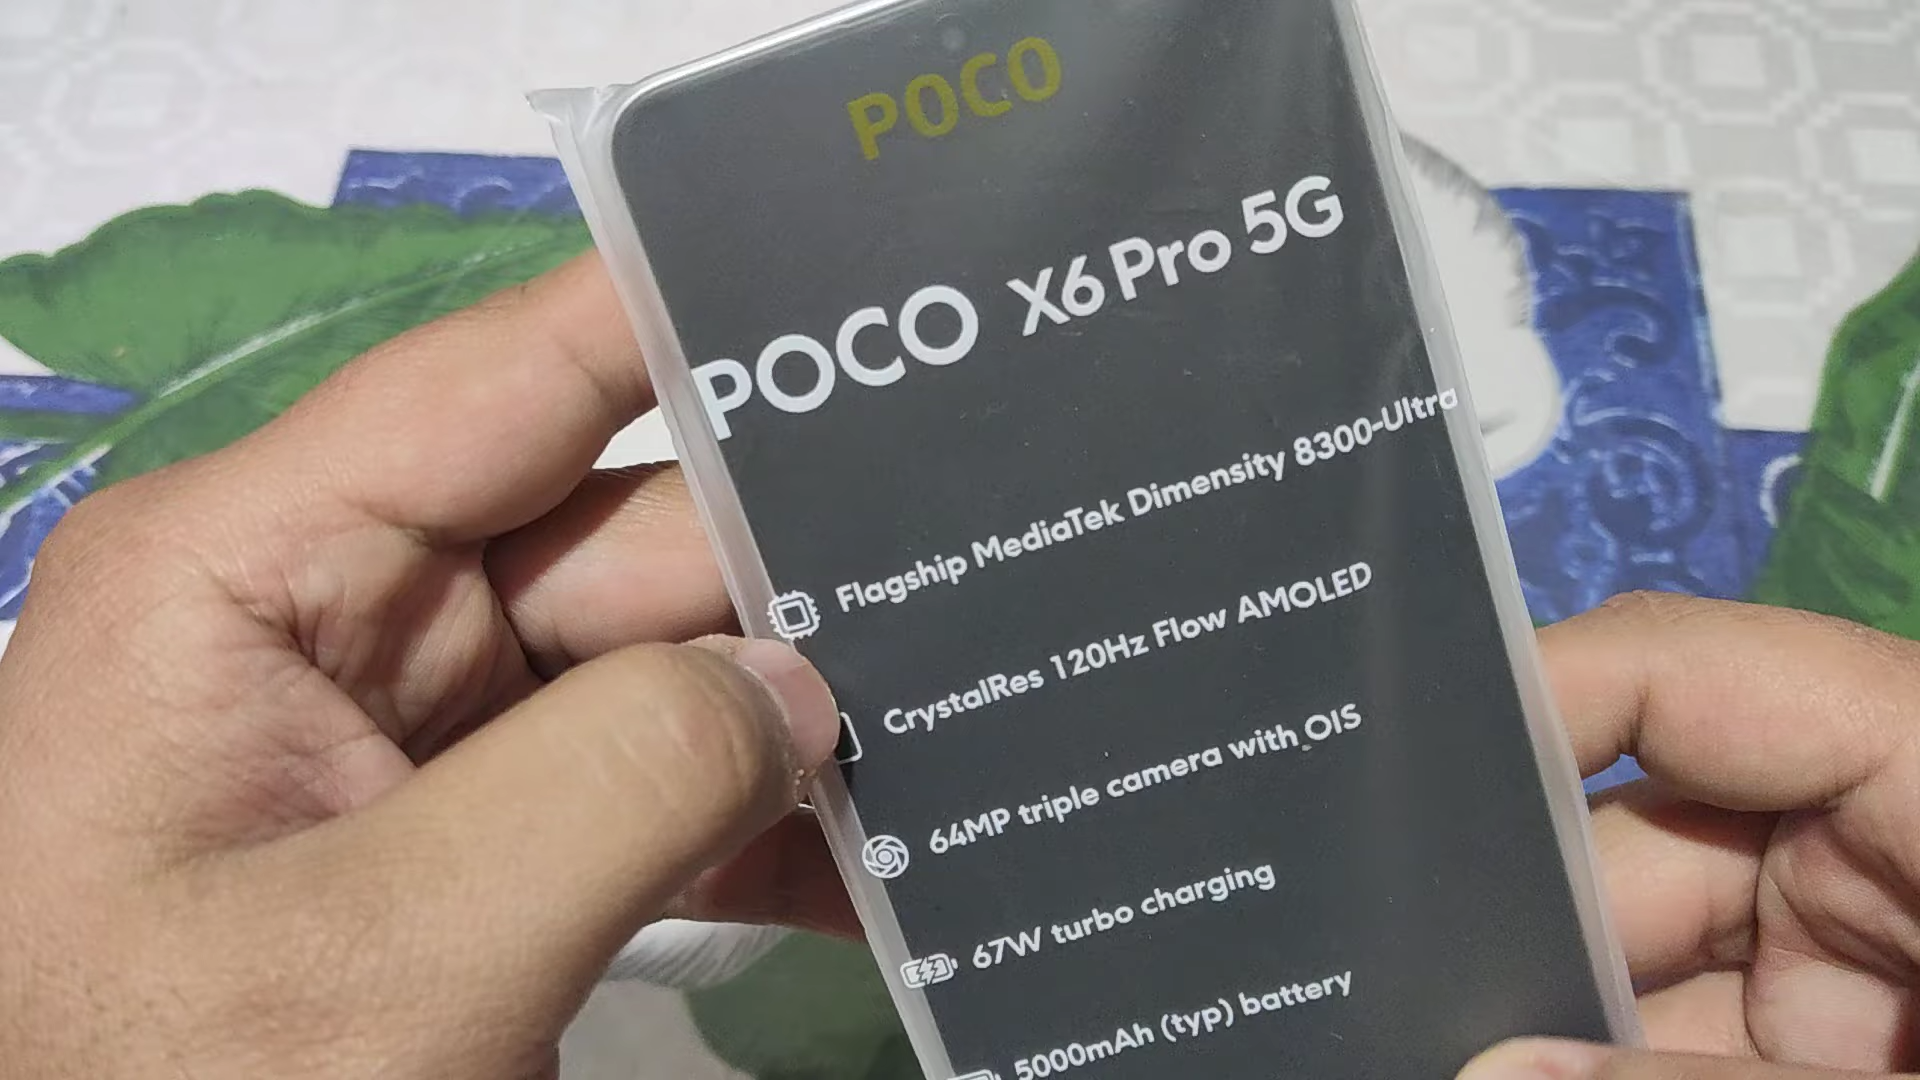 POCO
POCO X6 Pro 5G
Flagship MediaTek Dimensity 8300-Ultra
CrystalRes 120Hz Flow AMOLED
64MP triple camera with OIS
67W turbo charging
5000mAh (typ) battery